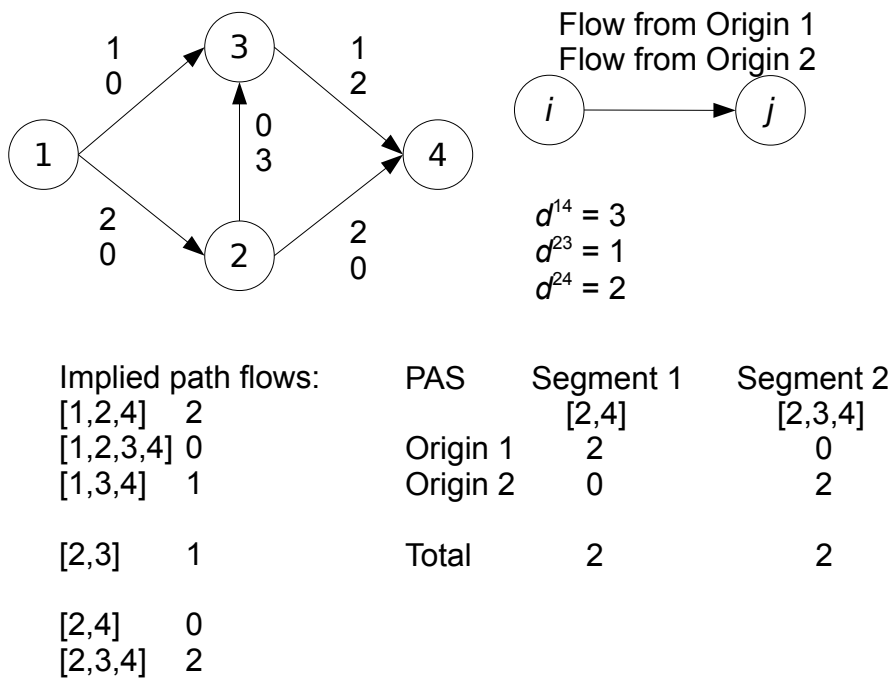 Flow from Origin 1
Flow from Origin 2
1
0
3
1
2
1
0
3
4
i
j
2
0
2
2
0
d^14 = 3
d^23 = 1
d^24 = 2
Implied path flows:
[1,2,4] 2
[1,2,3,4] 0
[1,3,4] 1
[2,3] 1
[2,4] 0
[2,3,4] 2
PAS Segment 1 Segment 2
[2,4] [2,3,4]
Origin 1 2 0
Origin 2 0 2
Total 2 2